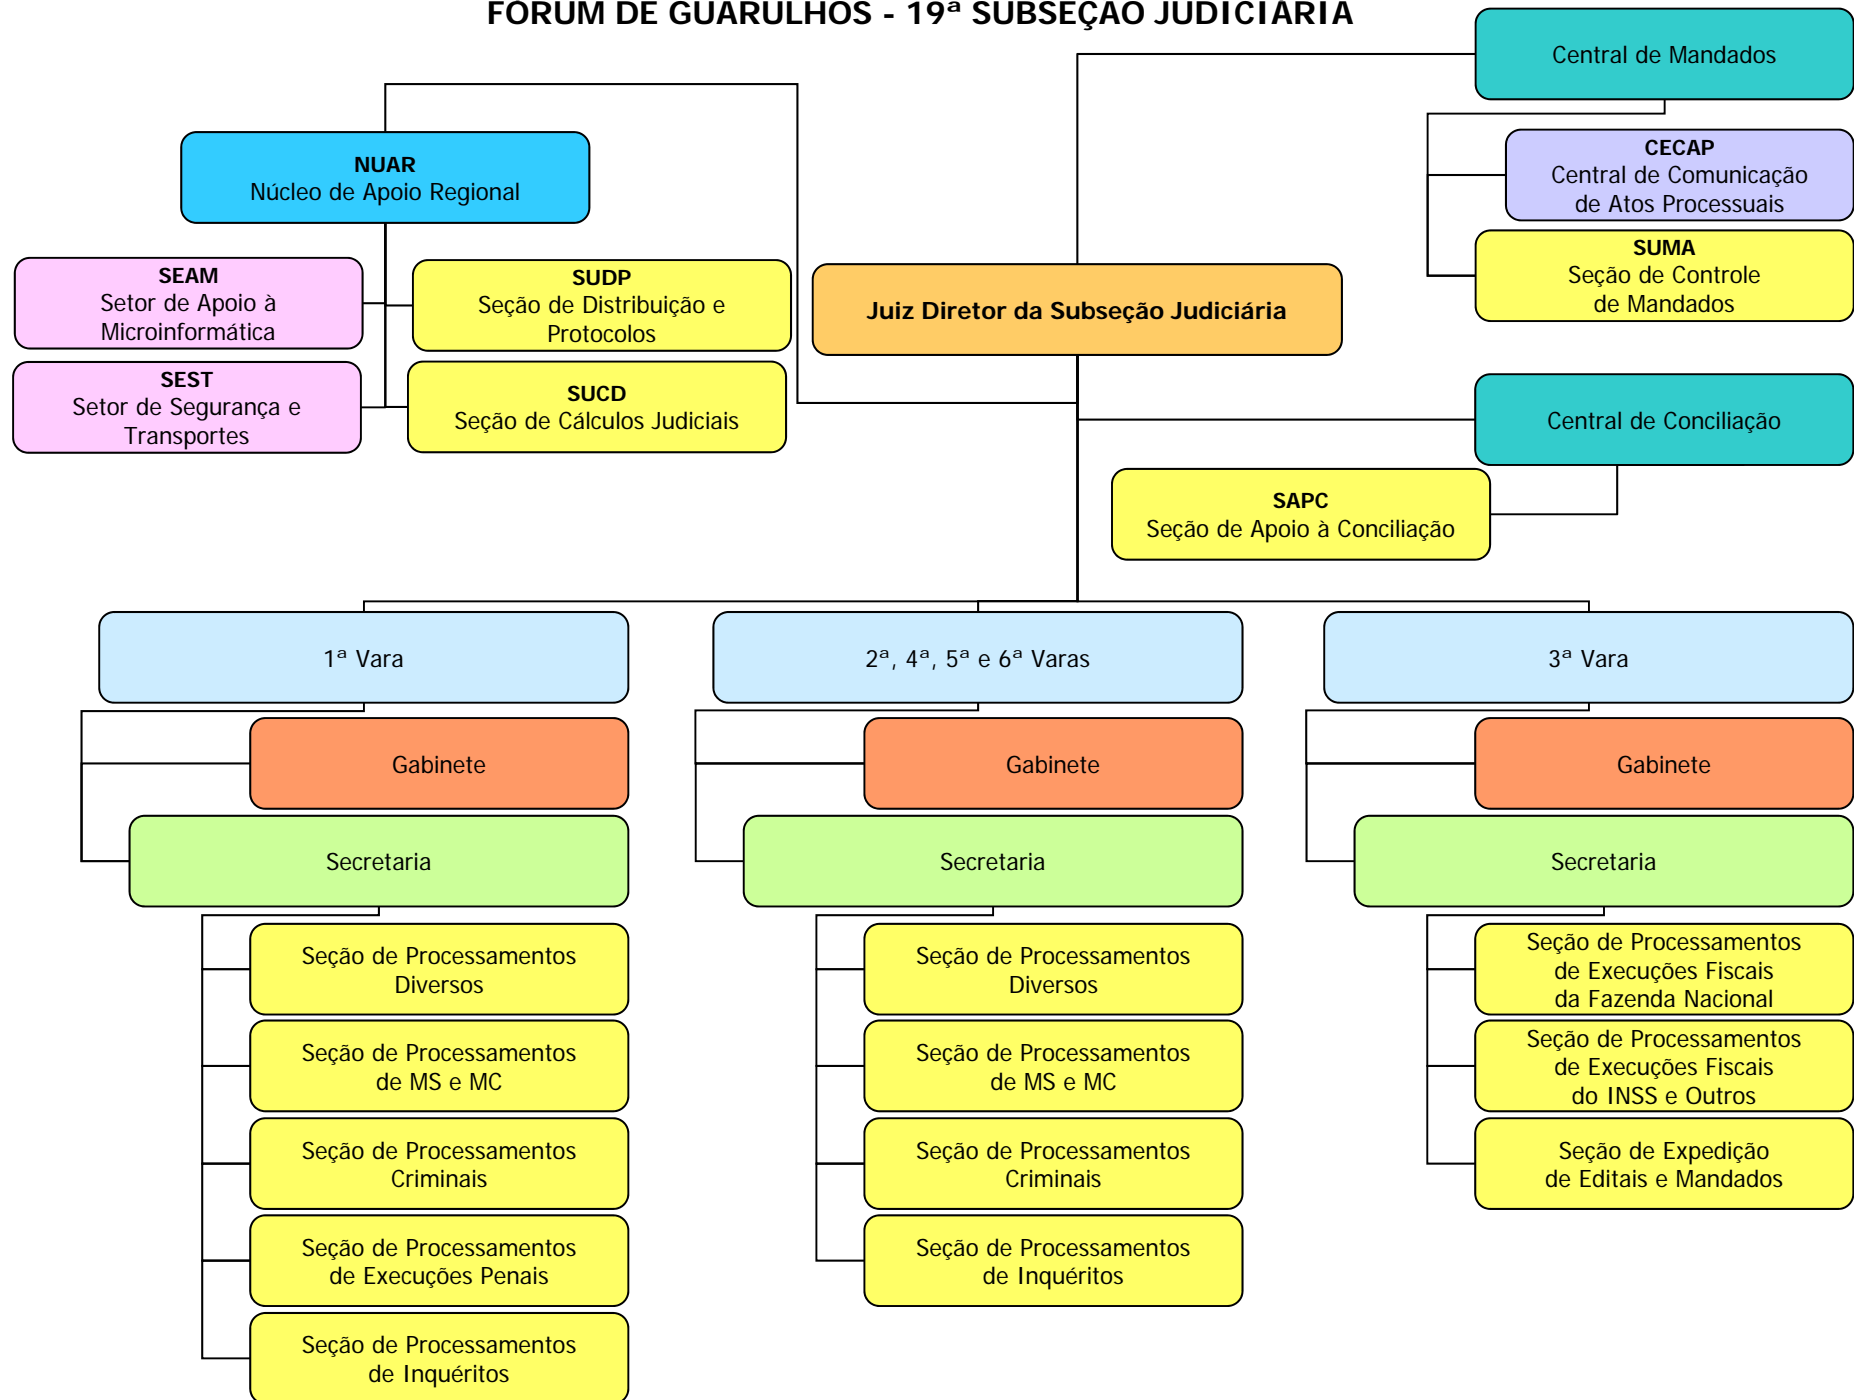 FÓRUM DE GUARULHOS - 19ª SUBSEÇÃO JUDICIÁRIA
Central de Mandados
CECAP
Central de Comunicação
de Atos Processuais
SUMA
Seção de Controle
de Mandados
NUAR
Núcleo de Apoio Regional
SEAM
Setor de Apoio à
Microinformática
SUDP
Seção de Distribuição e
Protocolos
SEST
Setor de Segurança e
Transportes
SUCD
Seção de Cálculos Judiciais
Juiz Diretor da Subseção Judiciária
Central de Conciliação
SAPC
Seção de Apoio à Conciliação
1ª Vara
Gabinete
Secretaria
Seção de Processamentos
Diversos
Seção de Processamentos
de MS e MC
Seção de Processamentos
Criminais
Seção de Processamentos
de Execuções Penais
Seção de Processamentos
de Inquéritos
2ª, 4ª, 5ª e 6ª Varas
Gabinete
Secretaria
Seção de Processamentos
Diversos
Seção de Processamentos
de MS e MC
Seção de Processamentos
Criminais
Seção de Processamentos
de Inquéritos
3ª Vara
Gabinete
Secretaria
Seção de Processamentos
de Execuções Fiscais
da Fazenda Nacional
Seção de Processamentos
de Execuções Fiscais
do INSS e Outros
Seção de Expedição
de Editais e Mandados